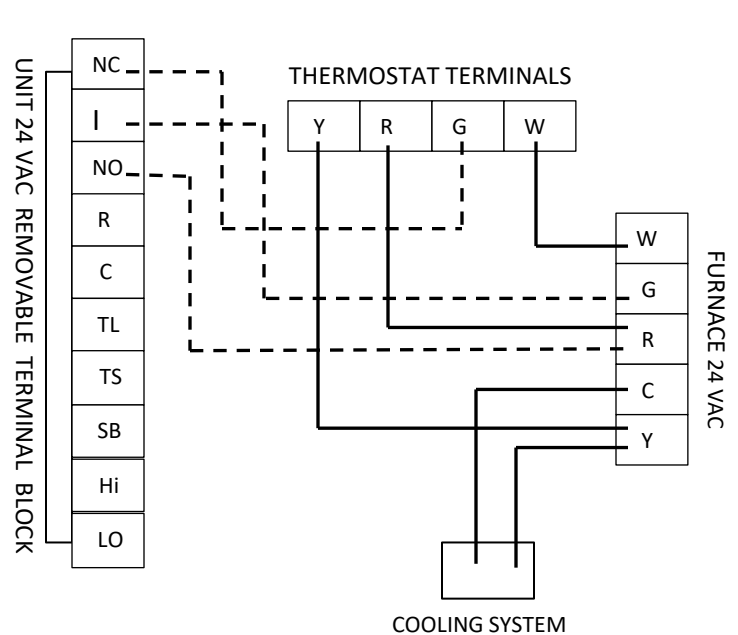 UNIT 24 VAC REMOVABLE TERMINAL BLOCK
NC
I
NO
R
C
TL
TS
SB
Hi
LO
THERMOSTAT TERMINALS
Y R G W
W
G
R
C
Y
FURNACE 24 VAC
COOLING SYSTEM